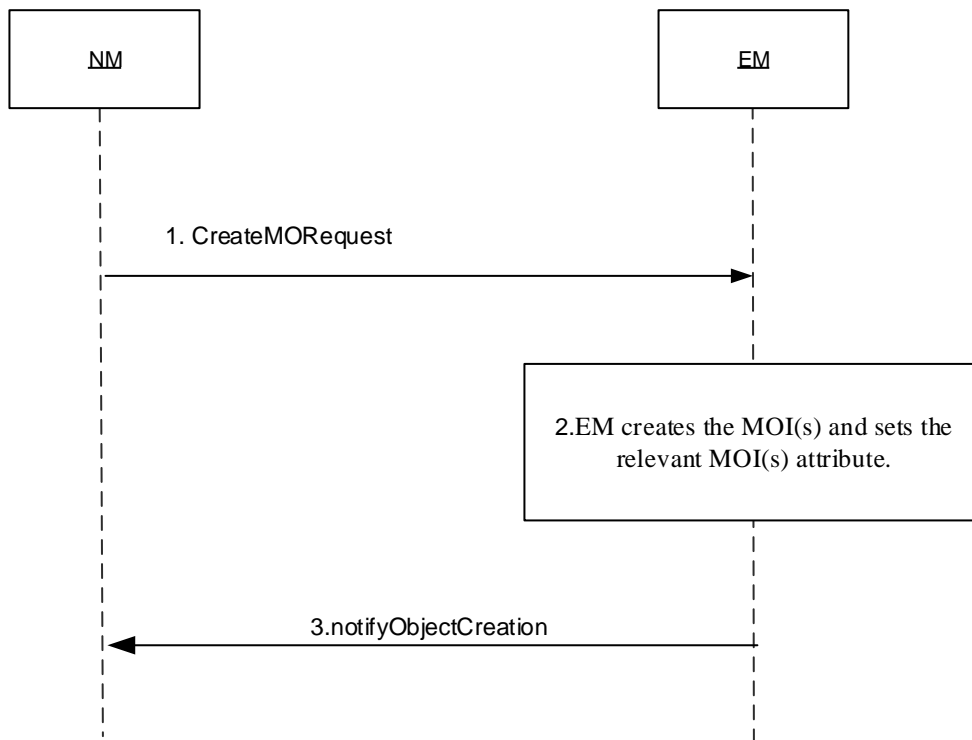 NM
EM
1. CreateMORequest
2.EM creates the MOI(s) and sets the
relevant MOI(s) attribute.
3.notifyObjectCreation